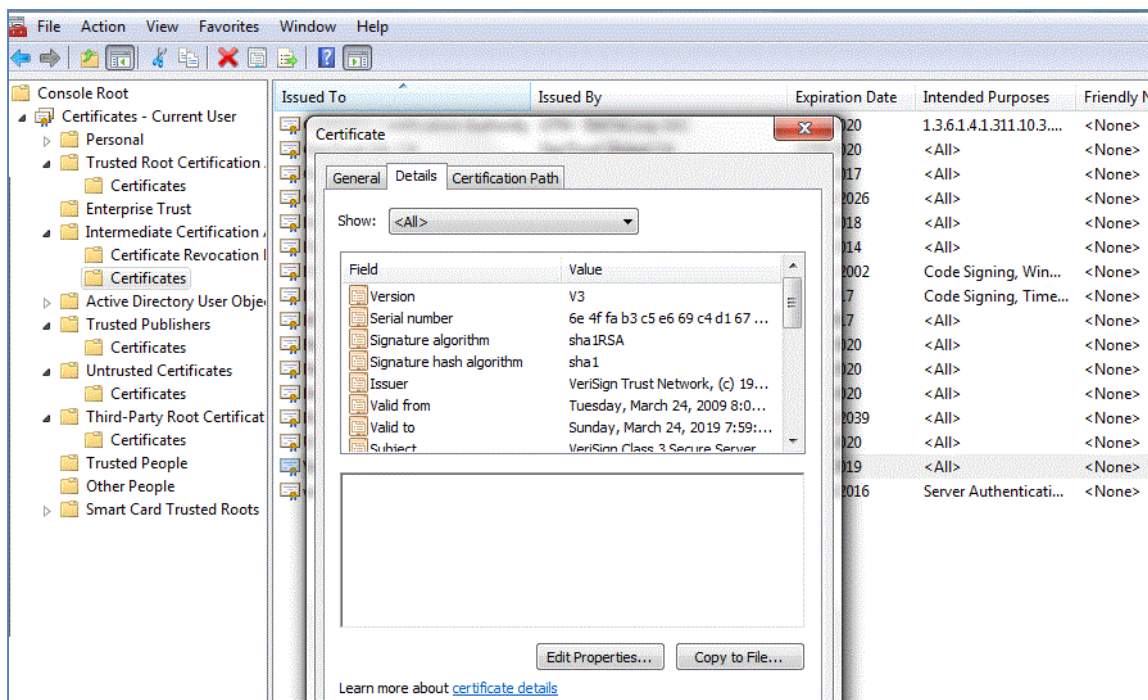 File Action View Favorites Window Help
Issued To Issued By Expiration Date Intended Purposes Friendly N
Console Root
Certificates - Current User
Personal
Trusted Root Certification
Certificates
Enterprise Trust
Intermediate Certification
Certificate Revocation
Certificates
Active Directory User Obje
Trusted Publishers
Certificates
Untrusted Certificates
Certificates
Third-Party Root Certificat
Certificates
Trusted People
Other People
Smart Card Trusted Roots
Certificate
General Details Certification Path
Show: <All>
Field Value
Version V3
Serial number 6e 4f fa b3 c5 e6 69 c4 d1 67 ...
Signature algorithm sha1RSA
Signature hash algorithm sha1
Issuer VeriSign Trust Network, (c) 19...
Valid from Tuesday, March 24, 2009 8:0...
Valid to Sunday, March 24, 2019 7:59:...
Subject VeriSign Class 3 Secure Server
Edit Properties... Copy to File...
Learn more about certificate details
020 1.3.6.1.4.1.311.10.3.... <None>
020 <All> <None>
017 <All> <None>
2026 <All> <None>
018 <All> <None>
014 <All> <None>
2002 Code Signing, Win... <None>
17 Code Signing, Time... <None>
17 <All> <None>
020 <All> <None>
020 <All> <None>
020 <All> <None>
2039 <All> <None>
020 <All> <None>
019 <All> <None>
2016 Server Authenticati... <None>